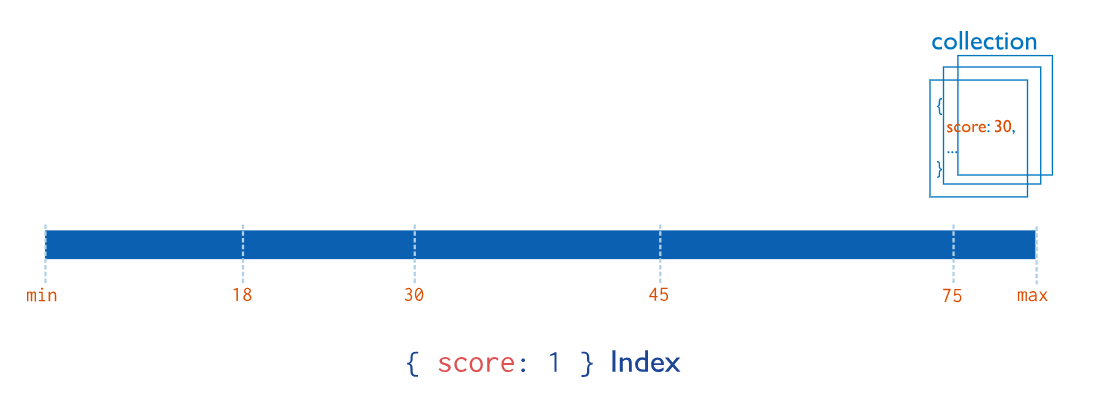 collection
{
score: 30,
...
}
min 18 30 45 75 max
{ score: 1 } Index